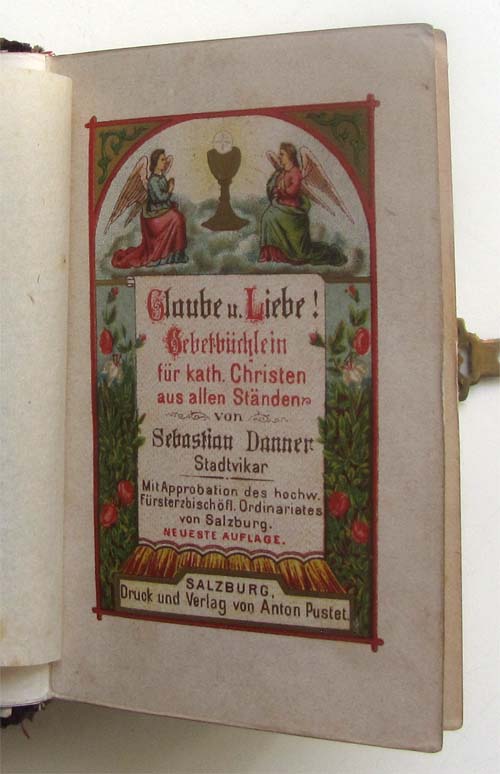 Glaube u. Liebe!
Gebetbüchlein
für kath. Christen
aus allen Ständen
von
Sebastian Danner
Stadtvikar
Mit Approbation des hochw.
Fürsterzbischöfl. Ordinariates
von Salzburg.
NEUESTE AUFLAGE.
SALZBURG,
Druck und Verlag von Anton Pustet.